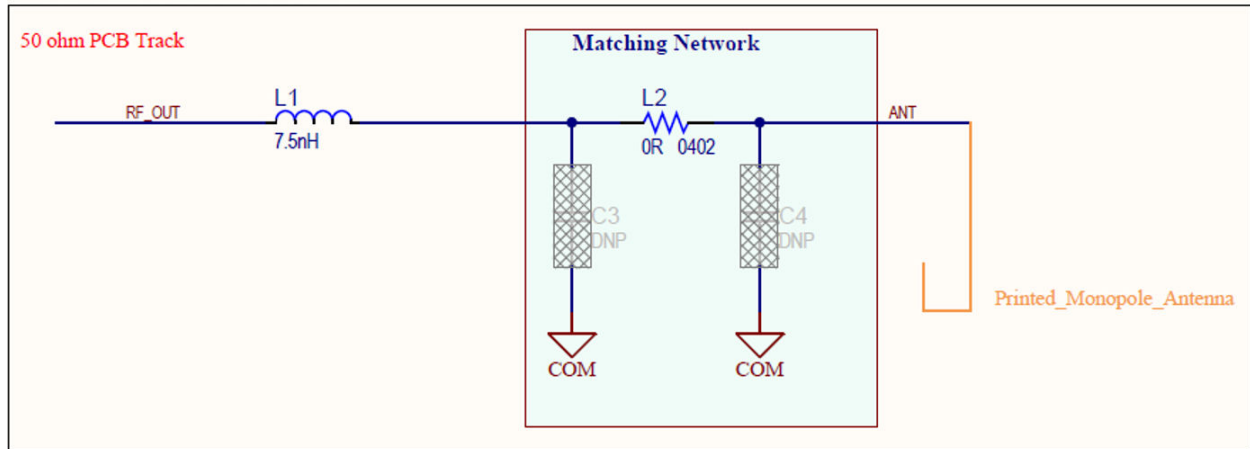 50 ohm PCB Track
Matching Network
RF_OUT
L1
7.5nH
L2
0R 0402
ANT
C3
DNP
C4
DNP
Printed_Monopole_Antenna
COM
COM